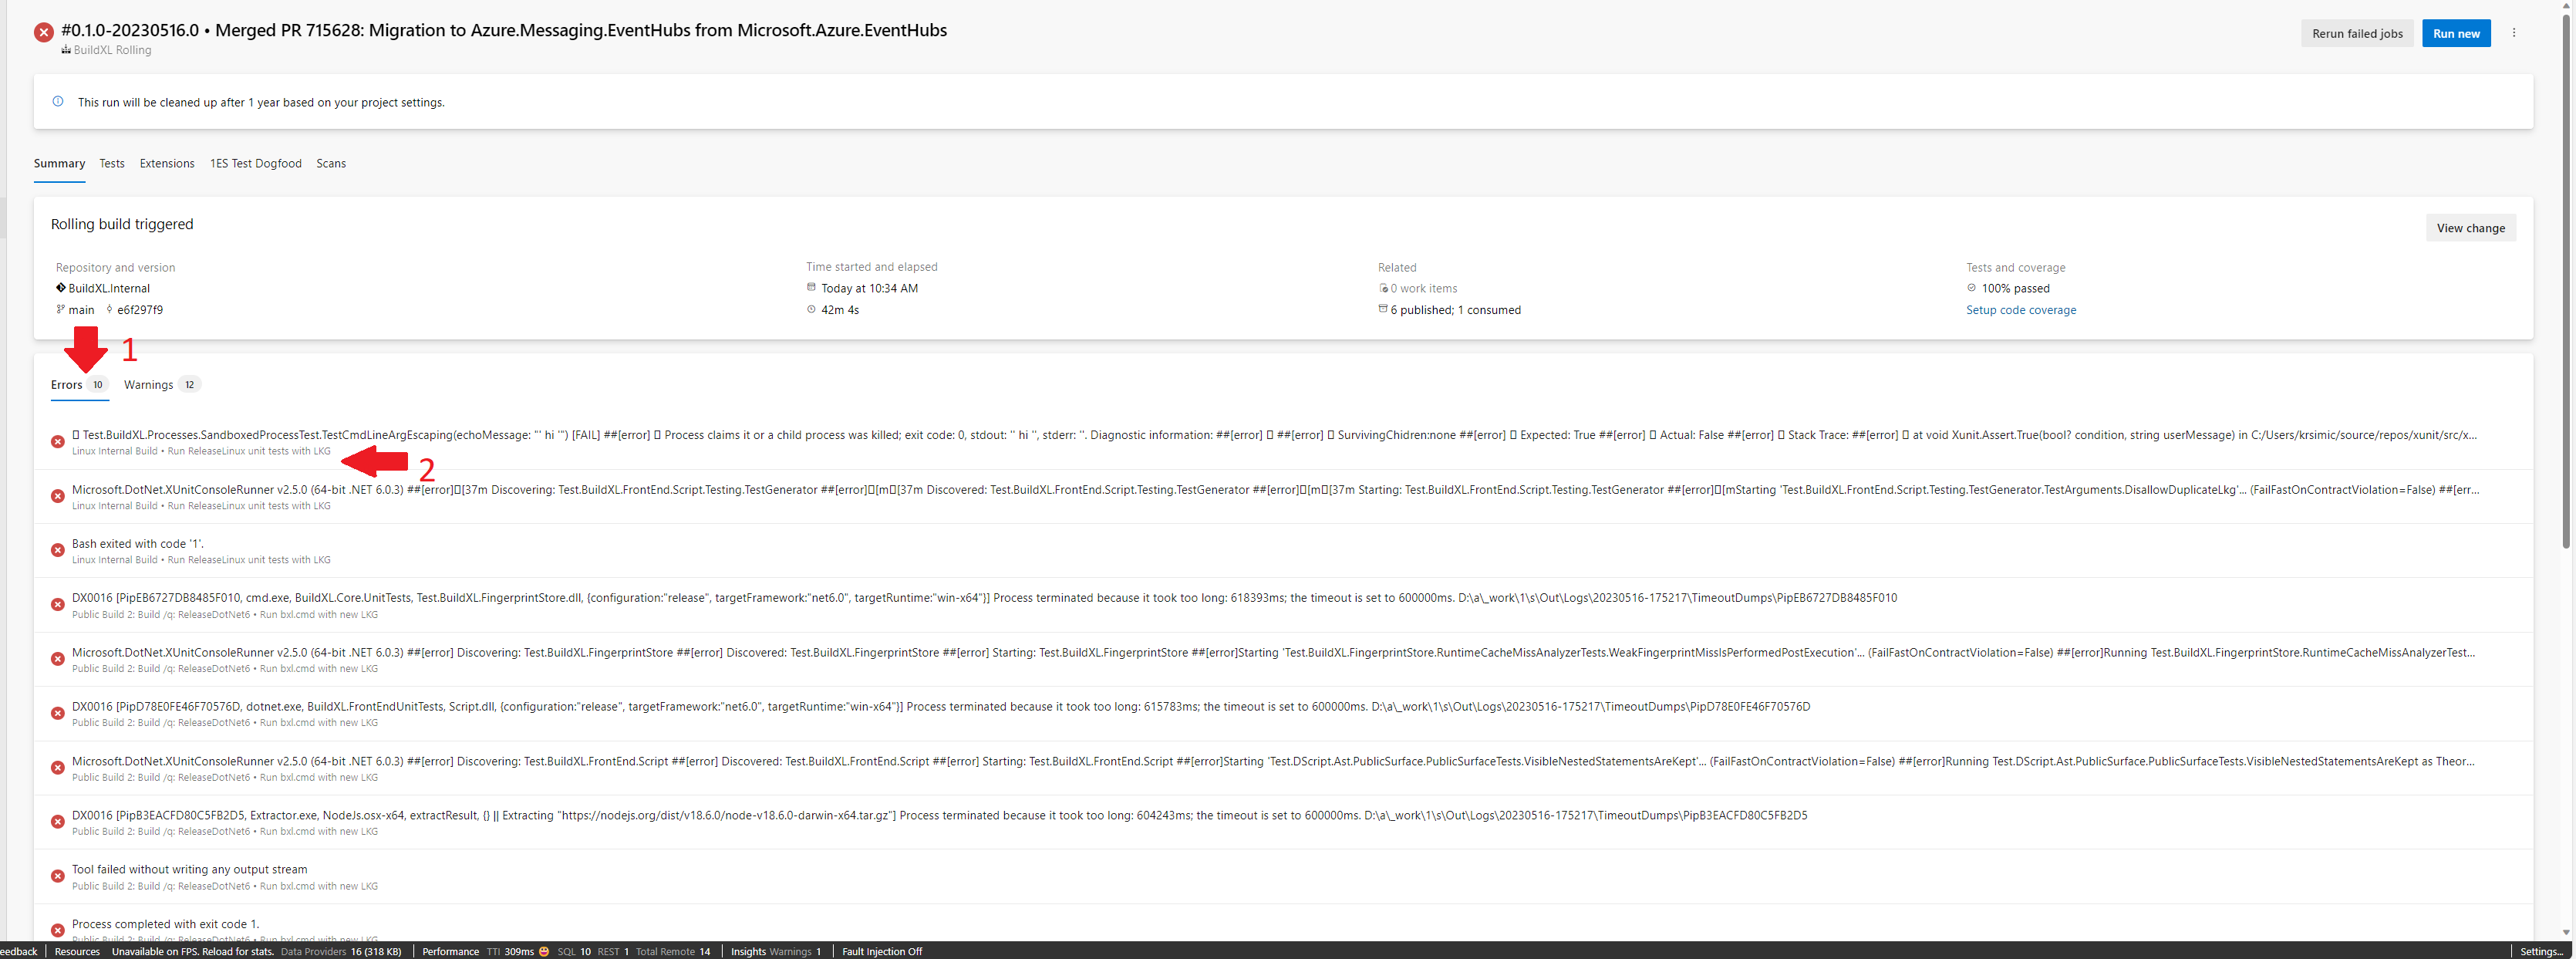 #0.1.0-20230516.0 • Merged PR 715628: Migration to Azure.Messaging.EventHubs from Microsoft.Azure.EventHubs
Rerun failed jobs
Run new
BuildXL Rolling
This run will be cleaned up after 1 year based on your project settings.
Summary Tests Extensions 1ES Test Dogfood Scans
Rolling build triggered
View change
Repository and version
Time started and elapsed
Related
Tests and coverage
BuildXL.Internal
Today at 10:34 AM
0 work items
100% passed
main e6f297f9
42m 4s
6 published; 1 consumed
Setup code coverage
1
Errors 10 Warnings 12
▯ Test.BuildXL.Processes.SandboxedProcessTest.TestCmdLineArgEscaping(echoMessage: "' hi '") [FAIL] ##[error] ▯ Process claims it or a child process was killed; exit code: 0, stdout: '' hi '', stderr: ''. Diagnostic information: ##[error] ▯ ##[error] ▯ SurvivingChidren:none ##[error] ▯ Expected: True ##[error] ▯ Actual: False ##[error] ▯ Stack Trace: ##[error] ▯ at void Xunit.Assert.True(bool? condition, string userMessage) in C:/Users/krsimic/source/repos/xunit/src/x...
Linux Internal Build • Run ReleaseLinux unit tests with LKG
2
Microsoft.DotNet.XUnitConsoleRunner v2.5.0 (64-bit .NET 6.0.3) ##[error]▯[37m Discovering: Test.BuildXL.FrontEnd.Script.Testing.TestGenerator ##[error]▯[m▯[37m Discovered: Test.BuildXL.FrontEnd.Script.Testing.TestGenerator ##[error]▯[m▯[37m Starting: Test.BuildXL.FrontEnd.Script.Testing.TestGenerator ##[error]▯[mStarting 'Test.BuildXL.FrontEnd.Script.Testing.TestGenerator.TestArguments.DisallowDuplicateLkg'... (FailFastOnContractViolation=False) ##[err...
Linux Internal Build • Run ReleaseLinux unit tests with LKG
Bash exited with code '1'.
Linux Internal Build • Run ReleaseLinux unit tests with LKG
DX0016 [PipEB6727DB8485F010, cmd.exe, BuildXL.Core.UnitTests, Test.BuildXL.FingerprintStore.dll, {configuration:"release", targetFramework:"net6.0", targetRuntime:"win-x64"}] Process terminated because it took too long: 618393ms; the timeout is set to 600000ms. D:\a\_work\1\s\Out\Logs\20230516-175217\TimeoutDumps\PipEB6727DB8485F010
Public Build 2: Build /q: ReleaseDotNet6 • Run bxl.cmd with new LKG
Microsoft.DotNet.XUnitConsoleRunner v2.5.0 (64-bit .NET 6.0.3) ##[error] Discovering: Test.BuildXL.FingerprintStore ##[error] Discovered: Test.BuildXL.FingerprintStore ##[error] Starting: Test.BuildXL.FingerprintStore ##[error]Starting 'Test.BuildXL.FingerprintStore.RuntimeCacheMissAnalyzerTests.WeakFingerprintMissIsPerformedPostExecution'... (FailFastOnContractViolation=False) ##[error]Running Test.BuildXL.FingerprintStore.RuntimeCacheMissAnalyzerTest...
Public Build 2: Build /q: ReleaseDotNet6 • Run bxl.cmd with new LKG
DX0016 [PipD78E0FE46F70576D, dotnet.exe, BuildXL.FrontEndUnitTests, Script.dll, {configuration:"release", targetFramework:"net6.0", targetRuntime:"win-x64"}] Process terminated because it took too long: 615783ms; the timeout is set to 600000ms. D:\a\_work\1\s\Out\Logs\20230516-175217\TimeoutDumps\PipD78E0FE46F70576D
Public Build 2: Build /q: ReleaseDotNet6 • Run bxl.cmd with new LKG
Microsoft.DotNet.XUnitConsoleRunner v2.5.0 (64-bit .NET 6.0.3) ##[error] Discovering: Test.BuildXL.FrontEnd.Script ##[error] Discovered: Test.BuildXL.FrontEnd.Script ##[error] Starting: Test.BuildXL.FrontEnd.Script ##[error]Starting 'Test.DScript.Ast.PublicSurface.PublicSurfaceTests.VisibleNestedStatementsAreKept'... (FailFastOnContractViolation=False) ##[error]Running Test.DScript.Ast.PublicSurface.PublicSurfaceTests.VisibleNestedStatementsAreKept as Theor...
Public Build 2: Build /q: ReleaseDotNet6 • Run bxl.cmd with new LKG
DX0016 [PipB3EACFD80C5FB2D5, Extractor.exe, NodeJs.osx-x64, extractResult, {} || Extracting "https://nodejs.org/dist/v18.6.0/node-v18.6.0-darwin-x64.tar.gz"] Process terminated because it took too long: 604243ms; the timeout is set to 600000ms. D:\a\_work\1\s\Out\Logs\20230516-175217\TimeoutDumps\PipB3EACFD80C5FB2D5
Public Build 2: Build /q: ReleaseDotNet6 • Run bxl.cmd with new LKG
Tool failed without writing any output stream
Public Build 2: Build /q: ReleaseDotNet6 • Run bxl.cmd with new LKG
Process completed with exit code 1.
Public Build 2: Build /q: ReleaseDotNet6 • Run bxl.cmd with new LKG
eedback Resources Unavailable on FPS. Reload for stats. Data Providers 16 (318 KB) Performance TTI 309ms 😀 SQL 10 REST 1 Total Remote 14 Insights Warnings 1 Fault Injection Off Settings...